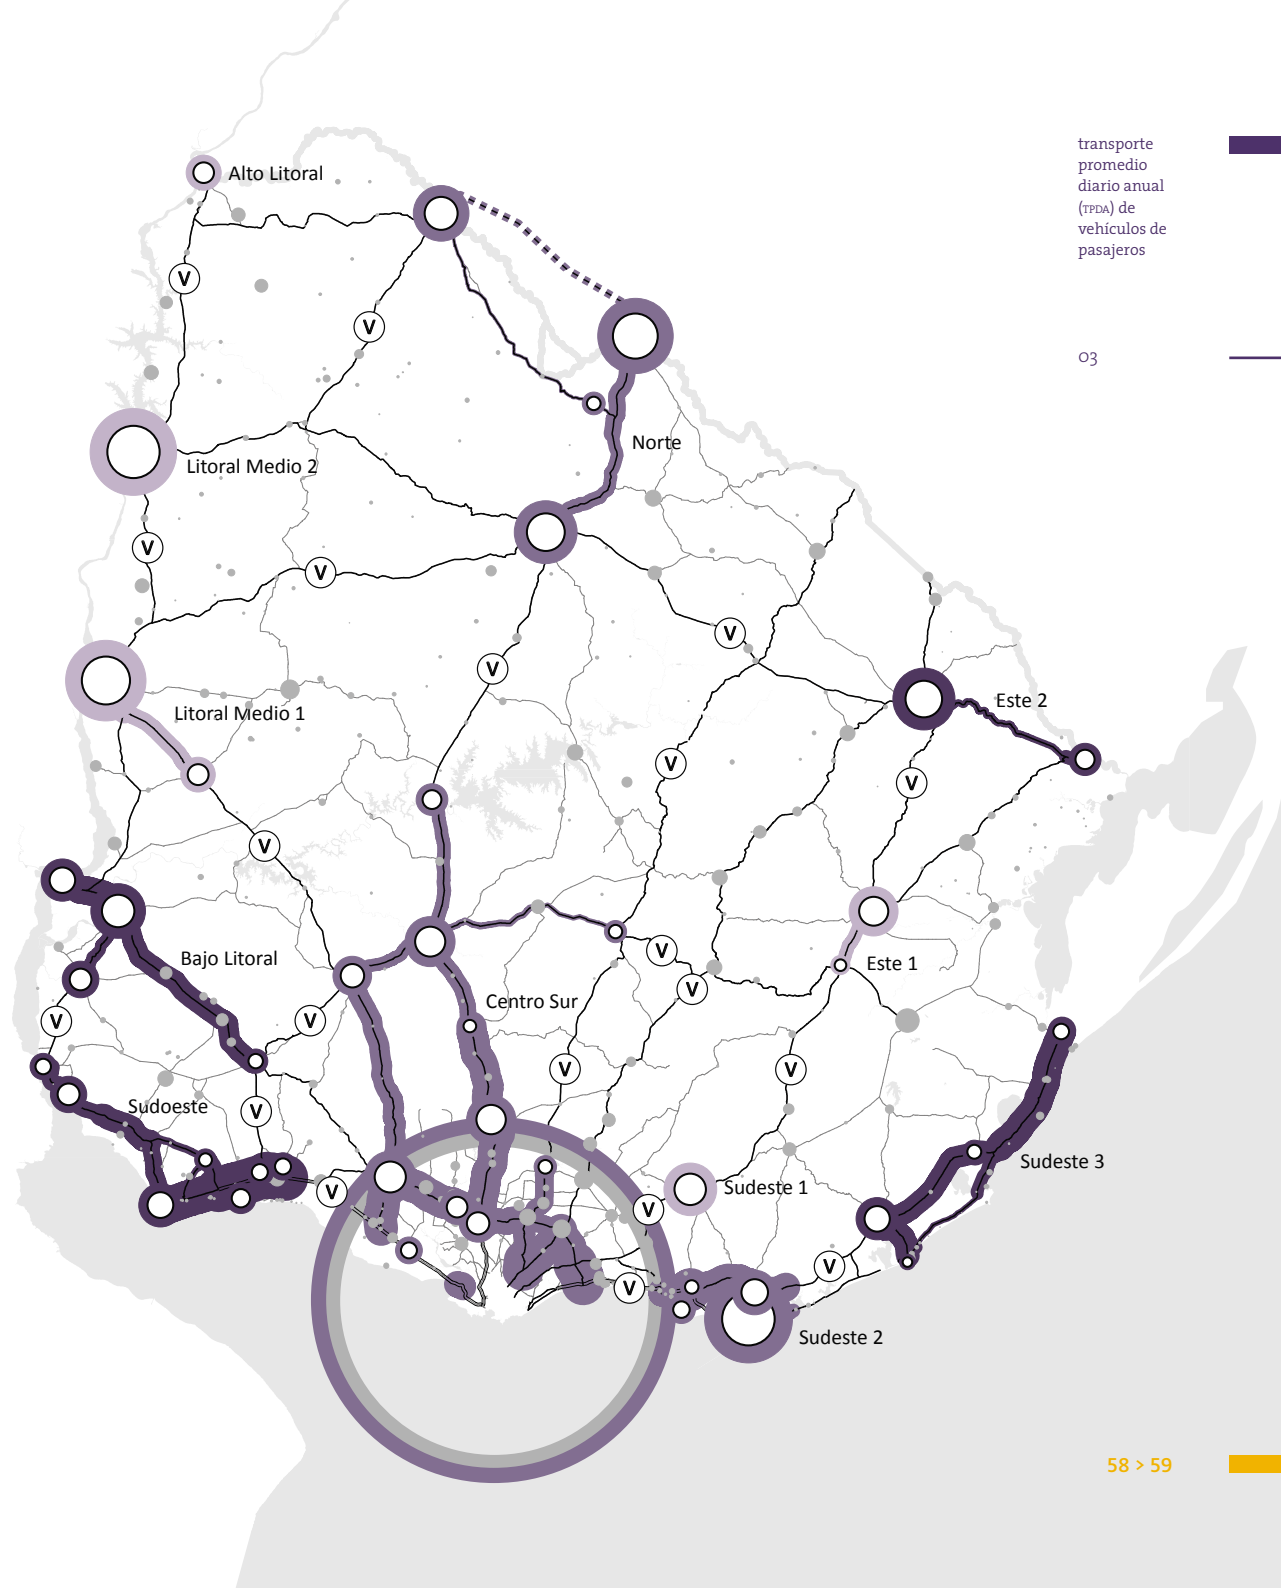 transporte
promedio
diario anual
(TPDA) de
vehículos de
pasajeros
03
Alto Litoral
V
V
Norte
Litoral Medio 2
V
V
V
V
Litoral Medio 1
Este 2
V
V
V
Bajo Litoral
V
Este 1
V
Centro Sur
V
V
V
V
Sudoeste
V
Sudeste 3
V
Sudeste 1
V
V
V
Sudeste 2
58 > 59